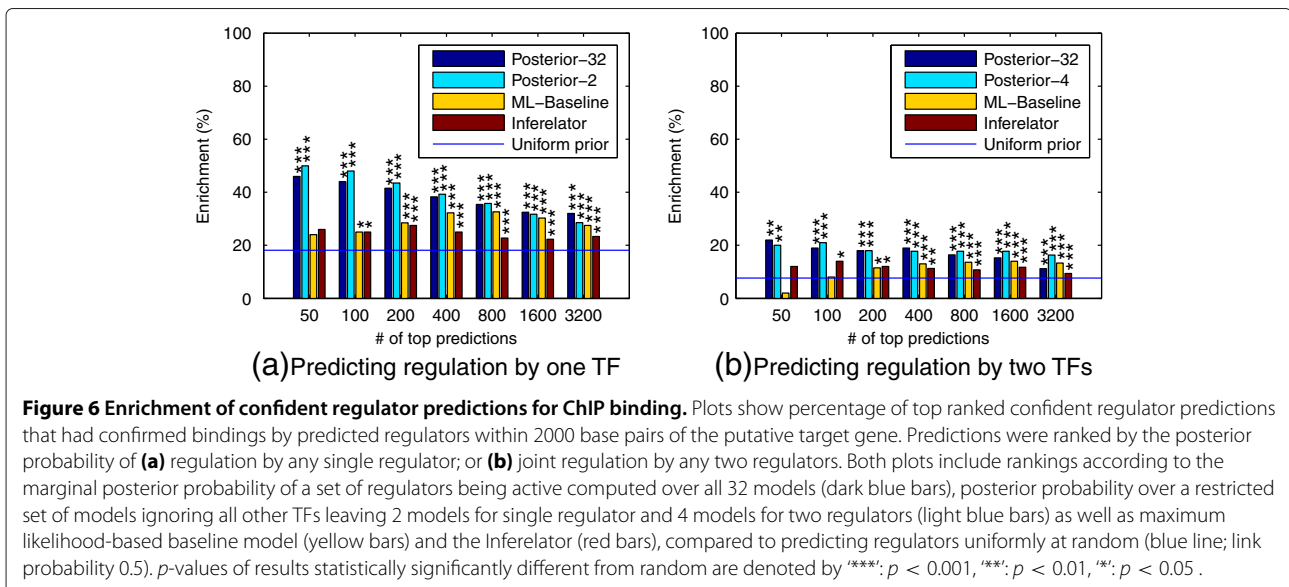 100
80
60
40
20
0
Enrichment (%)
Posterior−32
Posterior−2
ML−Baseline
Inferelator
Uniform prior
*** *** *** *** * * *** *** *** *** *** *** *** *** *** *** *** *** *** *** *** *** *** *** *** ***
50 100 200 400 800 1600 3200
# of top predictions
(a)Predicting regulation by one TF
100
80
60
40
20
0
Enrichment (%)
Posterior−32
Posterior−4
ML−Baseline
Inferelator
Uniform prior
50 100 200 400 800 1600 3200
# of top predictions
(b)Predicting regulation by two TFs
Figure 6 Enrichment of confident regulator predictions for ChIP binding. Plots show percentage of top ranked confident regulator predictions
that had confirmed bindings by predicted regulators within 2000 base pairs of the putative target gene. Predictions were ranked by the posterior
probability of (a) regulation by any single regulator; or (b) joint regulation by any two regulators. Both plots include rankings according to the
marginal posterior probability of a set of regulators being active computed over all 32 models (dark blue bars), posterior probability over a restricted
set of models ignoring all other TFs leaving 2 models for single regulator and 4 models for two regulators (light blue bars) as well as maximum
likelihood-based baseline model (yellow bars) and the Inferelator (red bars), compared to predicting regulators uniformly at random (blue line; link
probability 0.5). p-values of results statistically significantly different from random are denoted by '***': p < 0.001, '**': p < 0.01, '*': p < 0.05 .